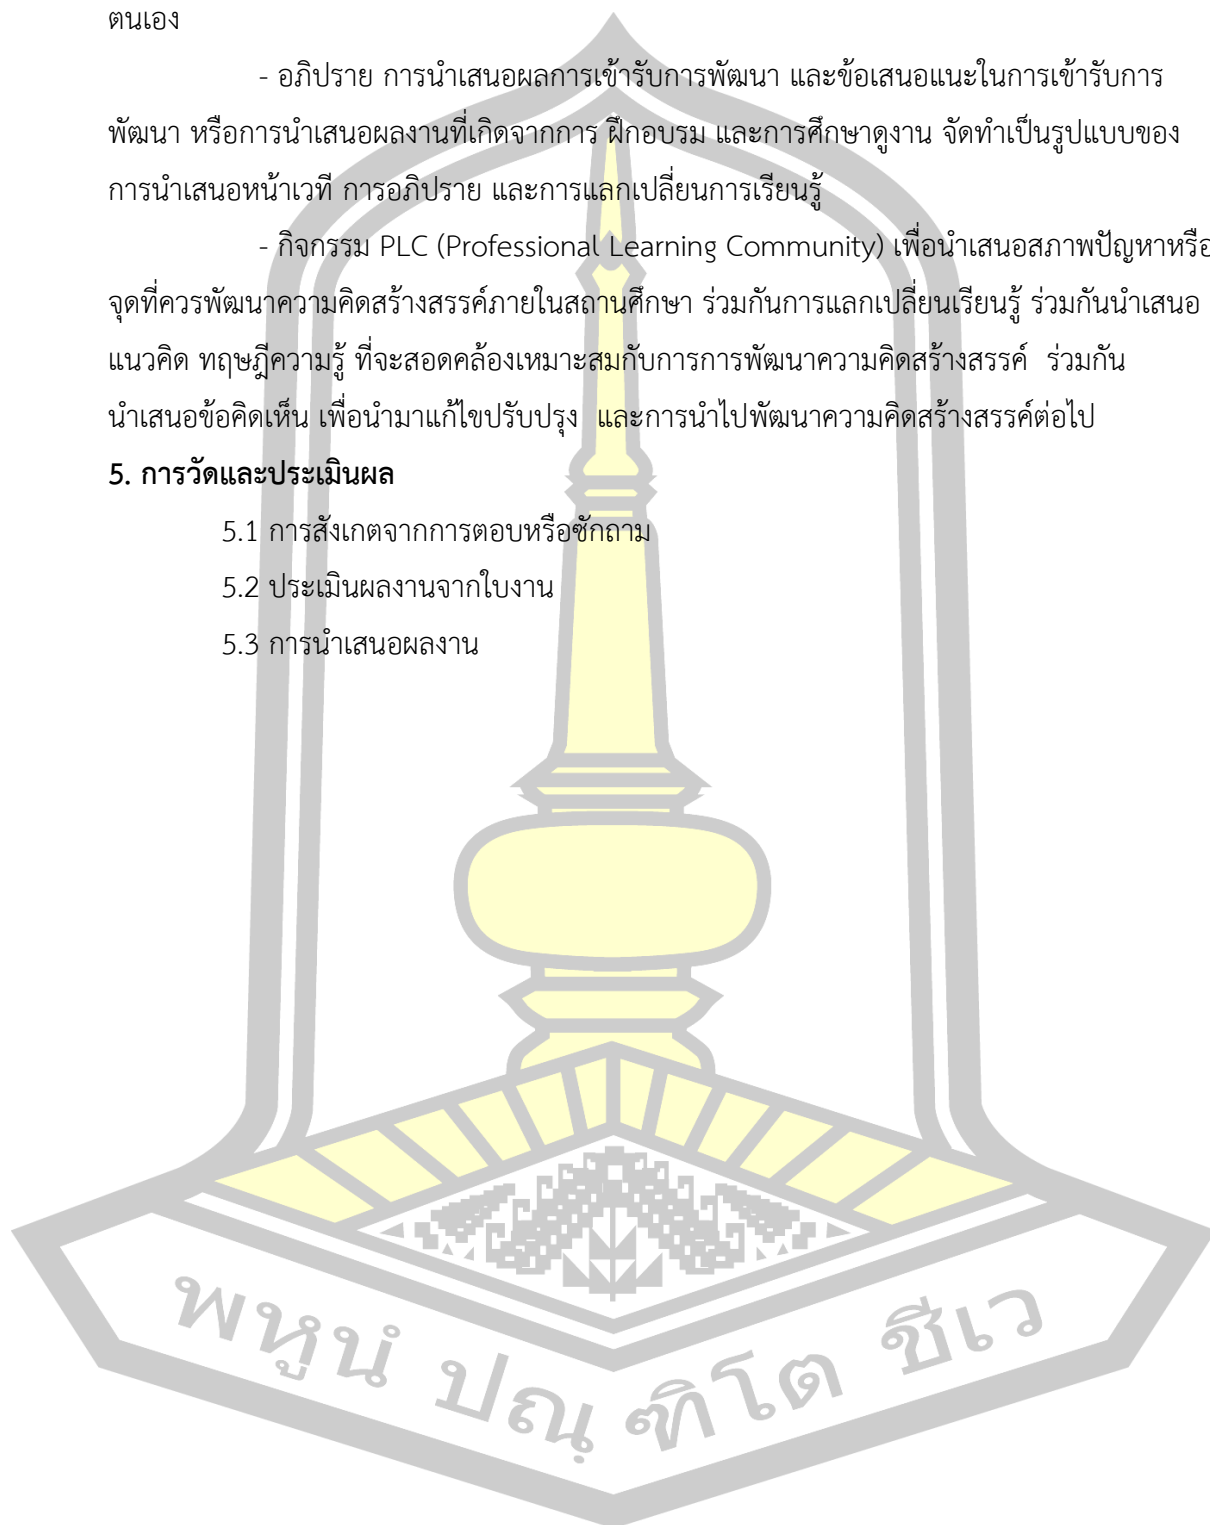 ตนเอง
- อภิปราย การนำเสนอผลการเข้ารับการพัฒนา และข้อเสนอแนะในการเข้ารับการ
พัฒนา หรือการนำเสนอผลงานที่เกิดจากการ ฝึกอบรม และการศึกษาดูงาน จัดทำเป็นรูปแบบของ
การนำเสนอหน้าเวที การอภิปราย และการแลกเปลี่ยนการเรียนรู้
- กิจกรรม PLC (Professional Learning Community) เพื่อนำเสนอสภาพปัญหาหรือ
จุดที่ควรพัฒนาความคิดสร้างสรรค์ภายในสถานศึกษา ร่วมกันการแลกเปลี่ยนเรียนรู้ ร่วมกันนำเสนอ
แนวคิด ทฤษฎีความรู้ ที่จะสอดคล้องเหมาะสมกับการการพัฒนาความคิดสร้างสรรค์ ร่วมกัน
นำเสนอข้อคิดเห็น เพื่อนำมาแก้ไขปรับปรุง และการนำไปพัฒนาความคิดสร้างสรรค์ต่อไป
5. การวัดและประเมินผล
5.1 การสังเกตจากการตอบหรือซักถาม
5.2 ประเมินผลงานจากใบงาน
5.3 การนำเสนอผลงาน
พหูนํ ปณฺ ฑิโต ชีเว